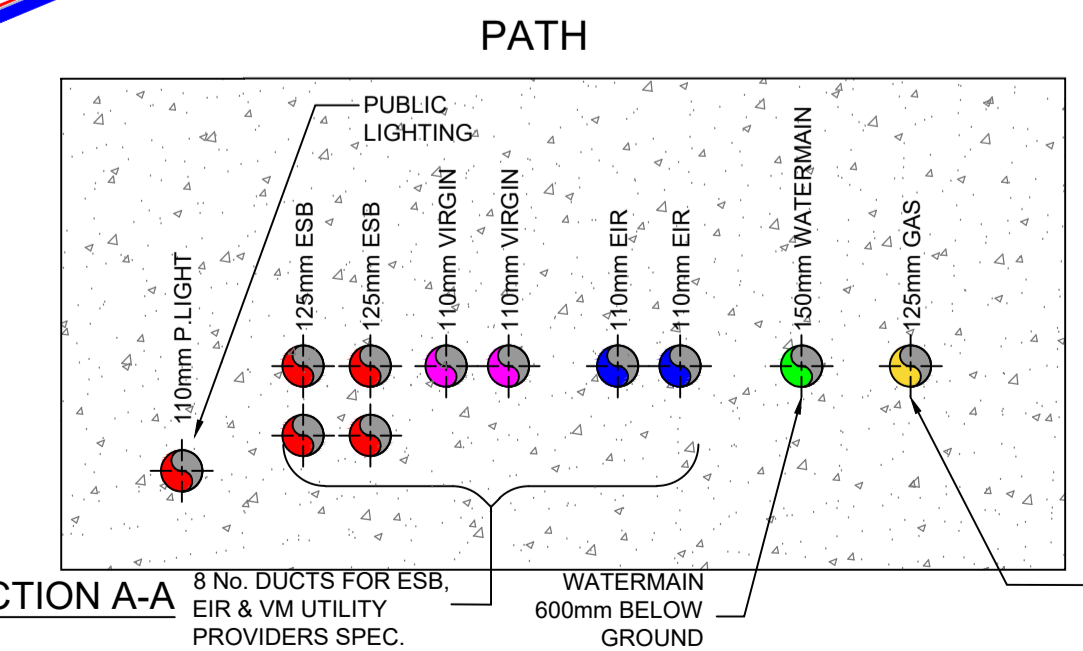 PATH
PUBLIC
LIGHTING
110mm P.LIGHT
125mm ESB
125mm ESB
110mm VIRGIN
110mm VIRGIN
110mm EIR
110mm EIR
150mm WATERMAIN
125mm GAS
CTION A-A
8 No. DUCTS FOR ESB,
EIR & VM UTILITY
PROVIDERS SPEC.
WATERMAIN
600mm BELOW
GROUND